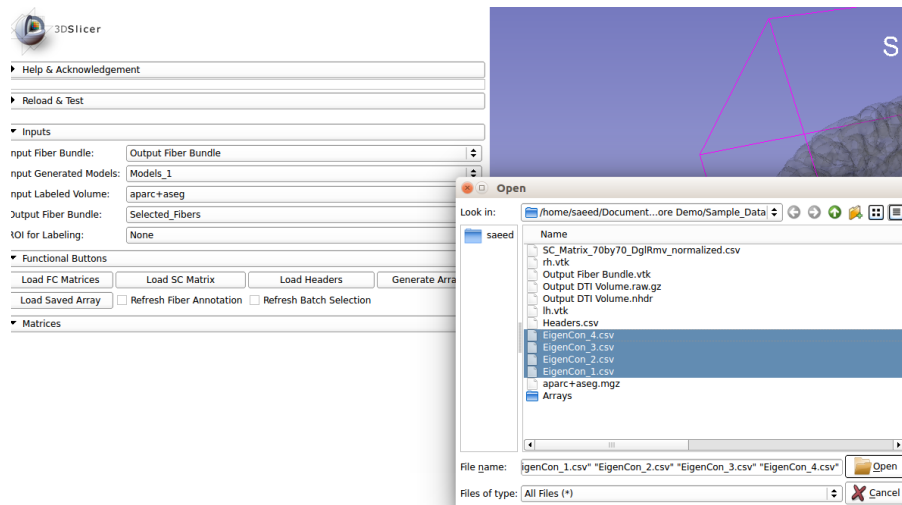 3DSlicer
S
Help & Acknowledgement
Reload & Test
Inputs
nput Fiber Bundle: Output Fiber Bundle
nput Generated Models: Models_1
nput Labeled Volume: aparc+aseg
Output Fiber Bundle: Selected_Fibers
ROI for Labeling: None
Functional Buttons
Load FC Matrices Load SC Matrix Load Headers Generate Arra
Load Saved Array Refresh Fiber Annotation Refresh Batch Selection
Matrices
Open
Look in: /home/saeed/Document...ore Demo/Sample_Data
saeed
Name
SC_Matrix_70by70_DglRmv_normalized.csv
rh.vtk
Output Fiber Bundle.vtk
Output DTI Volume.raw.gz
Output DTI Volume.nhdr
lh.vtk
Headers.csv
EigenCon_4.csv
EigenCon_3.csv
EigenCon_2.csv
EigenCon_1.csv
aparc+aseg.mgz
Arrays
File name: igenCon_1.csv" "EigenCon_2.csv" "EigenCon_3.csv" "EigenCon_4.csv" Open
Files of type: All Files (*) Cancel